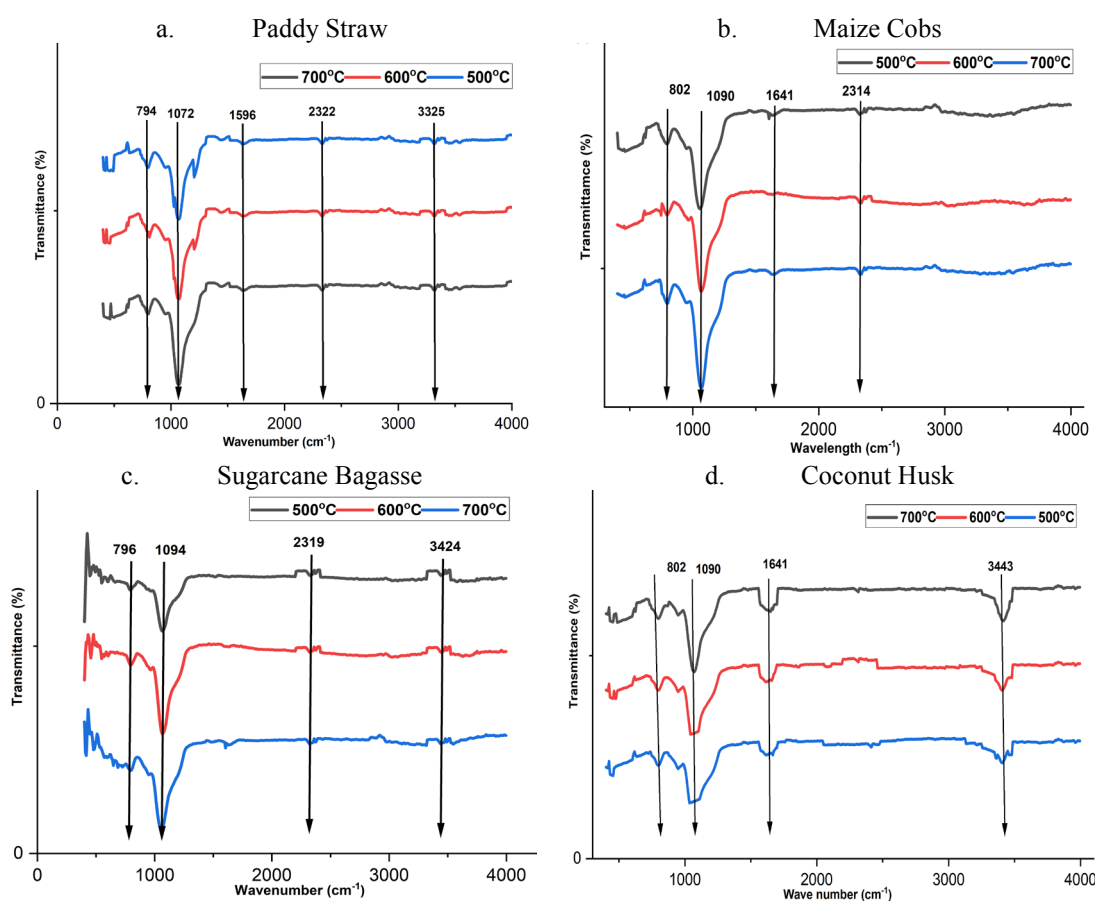 a. Paddy Straw
700°C 600°C 500°C
794 1072 1596 2322 3325
Transmittance (%)
0
0 1000 2000 3000 4000
Wavenumber (cm⁻¹)
b. Maize Cobs
500°C 600°C 700°C
802 1090 1641 2314
Transmittance (%)
0
1000 2000 3000 4000
Wavelength (cm⁻¹)
c. Sugarcane Bagasse
500°C 600°C 700°C
796 1094 2319 3424
Transmittance (%)
0
0 1000 2000 3000 4000
Wavenumber (cm⁻¹)
d. Coconut Husk
700°C 600°C 500°C
802 1090 1641 3443
Transmittance (%)
0
1000 2000 3000 4000
Wave number (cm⁻¹)